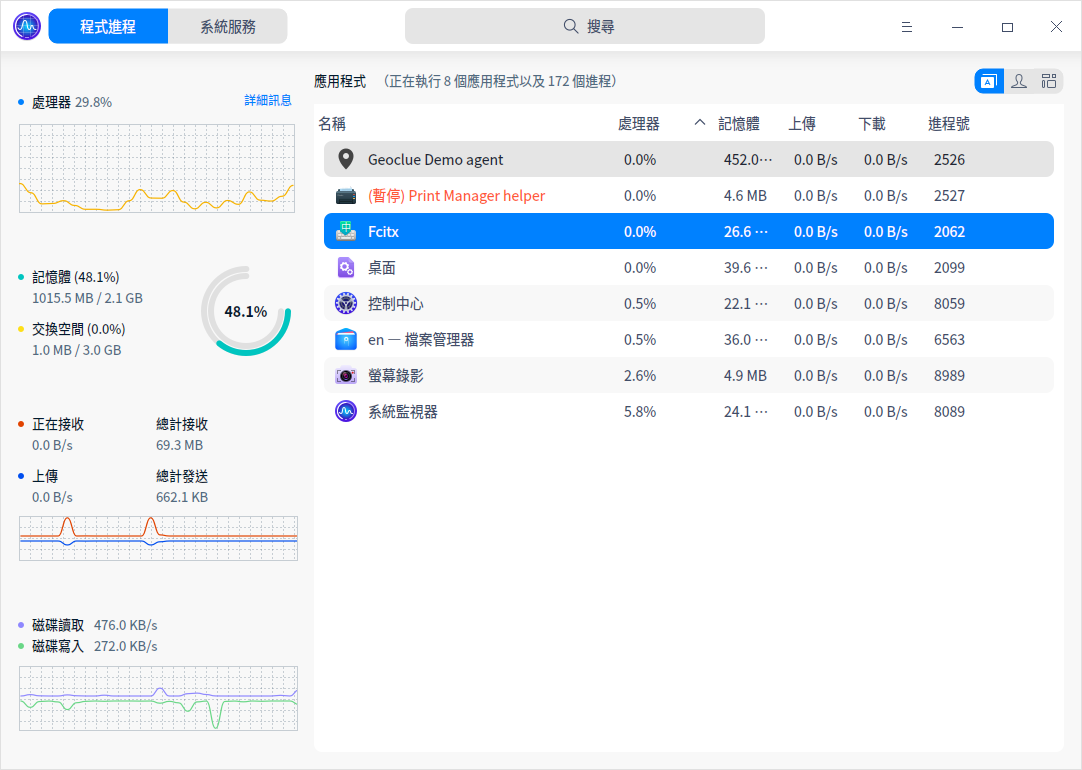 程式進程 系統服務 搜尋
應用程式 （正在執行 8 個應用程式以及 172 個進程）
處理器 29.8% 詳細訊息
記憶體 (48.1%)
1015.5 MB / 2.1 GB
交換空間 (0.0%)
1.0 MB / 3.0 GB
48.1%
正在接收 總計接收
0.0 B/s 69.3 MB
上傳 總計發送
0.0 B/s 662.1 KB
磁碟讀取 476.0 KB/s
磁碟寫入 272.0 KB/s
名稱 處理器 記憶體 上傳 下載 進程號
Geoclue Demo agent 0.0% 452.0··· 0.0 B/s 0.0 B/s 2526
(暫停) Print Manager helper 0.0% 4.6 MB 0.0 B/s 0.0 B/s 2527
中 Fcitx 0.0% 26.6 ··· 0.0 B/s 0.0 B/s 2062
桌面 0.0% 39.6 ··· 0.0 B/s 0.0 B/s 2099
控制中心 0.5% 22.1 ··· 0.0 B/s 0.0 B/s 8059
en — 檔案管理器 0.5% 36.0 ··· 0.0 B/s 0.0 B/s 6563
螢幕錄影 2.6% 4.9 MB 0.0 B/s 0.0 B/s 8989
系統監視器 5.8% 24.1 ··· 0.0 B/s 0.0 B/s 8089